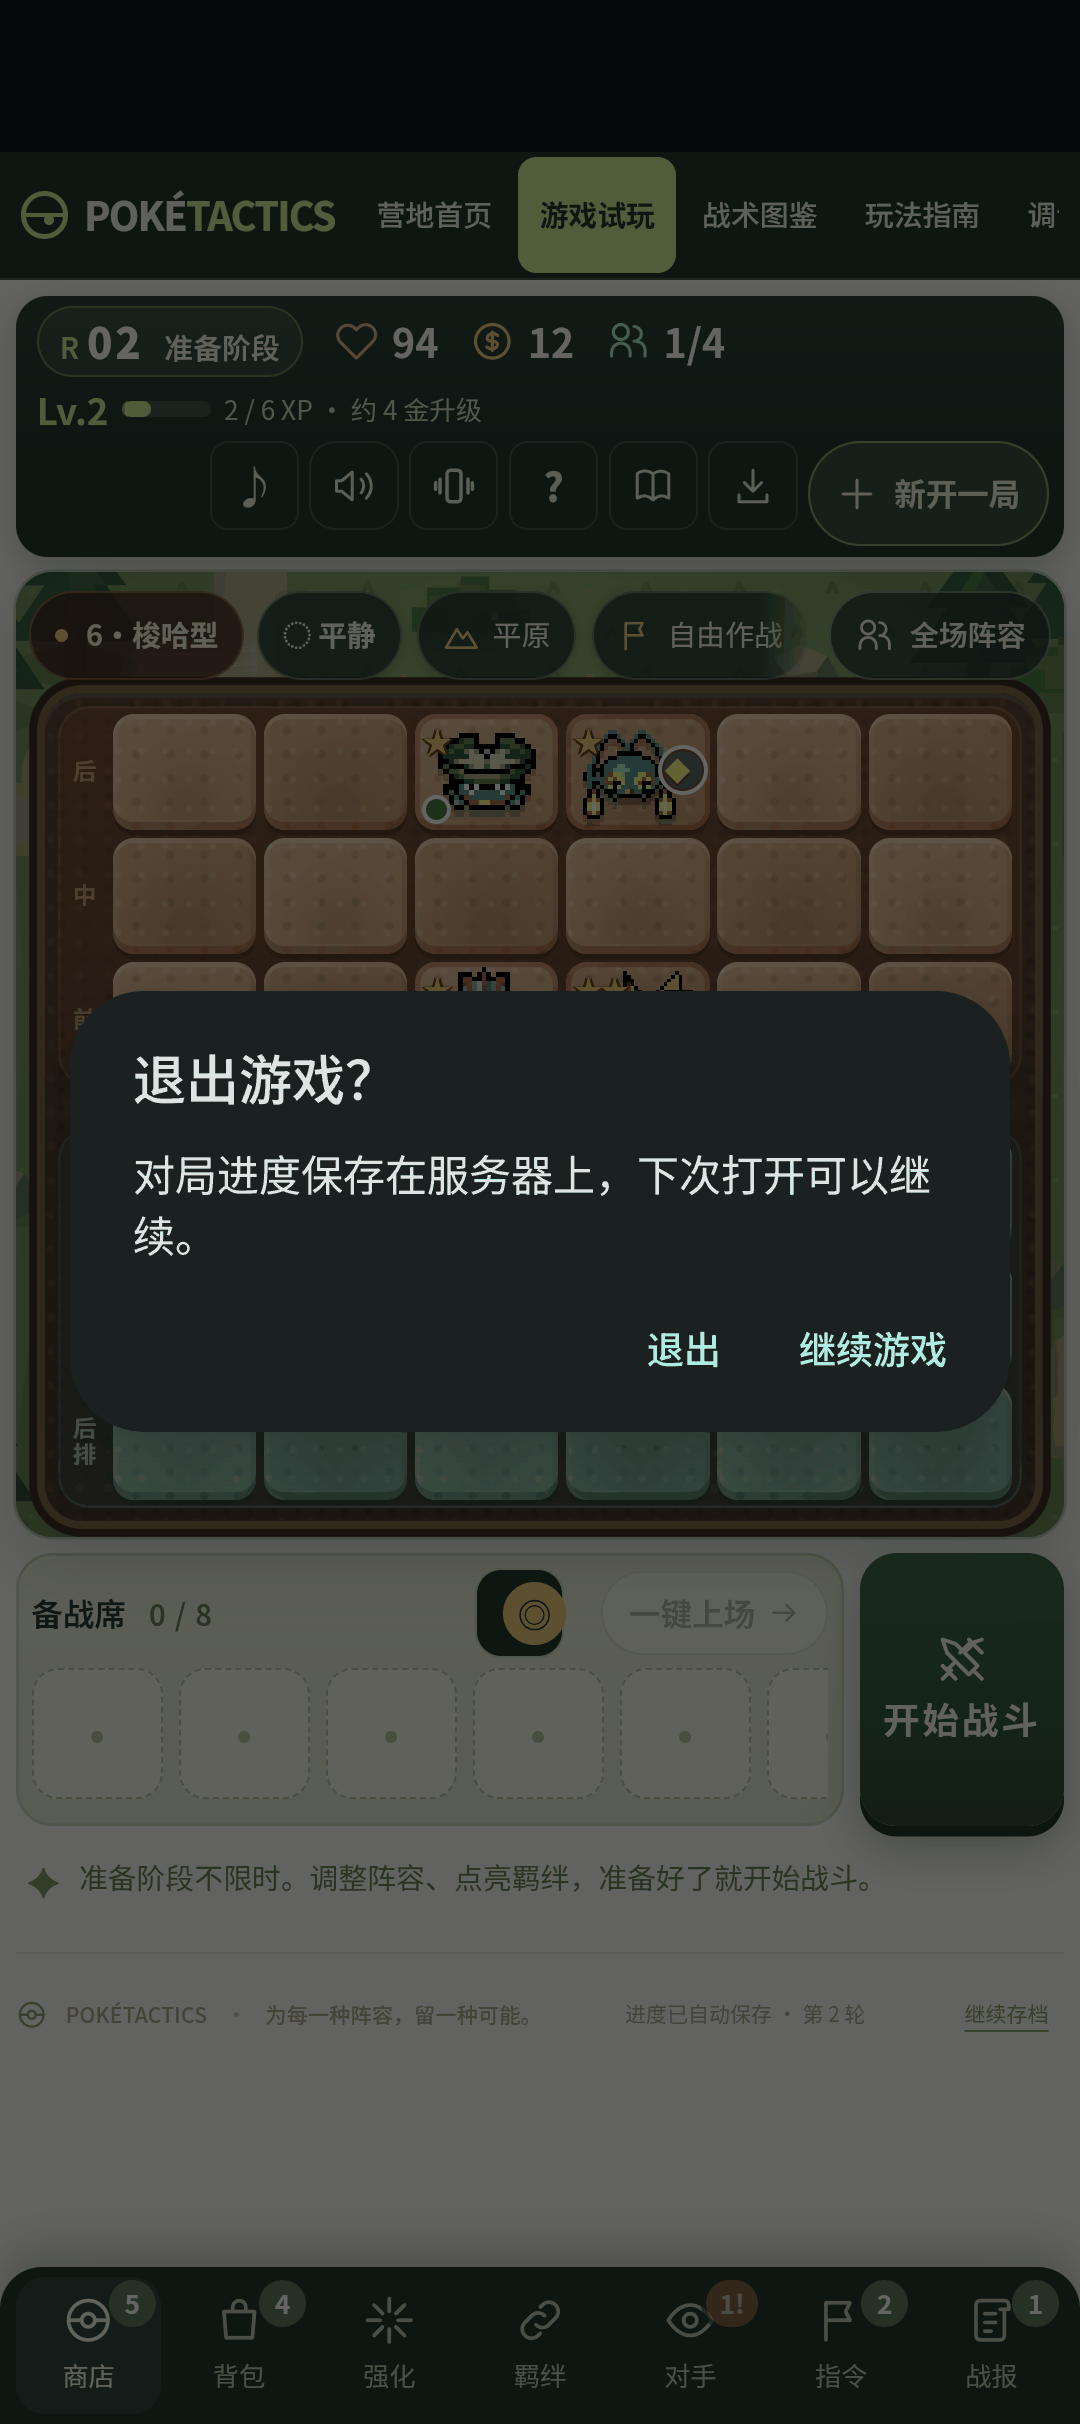 POKÉTACTICS 营地首页 游戏试玩 战术图鉴 玩法指南
R 02 准备阶段 94 12 1/4
Lv.2 2 / 6 XP · 约 4 金升级
? 新开一局
6 · 梭哈型 平静 平原 自由作战 全场阵容
后
中
退出游戏?
对局进度保存在服务器上，下次打开可以继
续。
退出 继续游戏
后
排
备战席 0 / 8 一键上场 →
开始战斗
准备阶段不限时。调整阵容、点亮羁绊，准备好了就开始战斗。
POKÉTACTICS · 为每一种阵容，留一种可能。 进度已自动保存 · 第 2 轮 继续存档
5 4 1! 2 1
商店 背包 强化 羁绊 对手 指令 战报